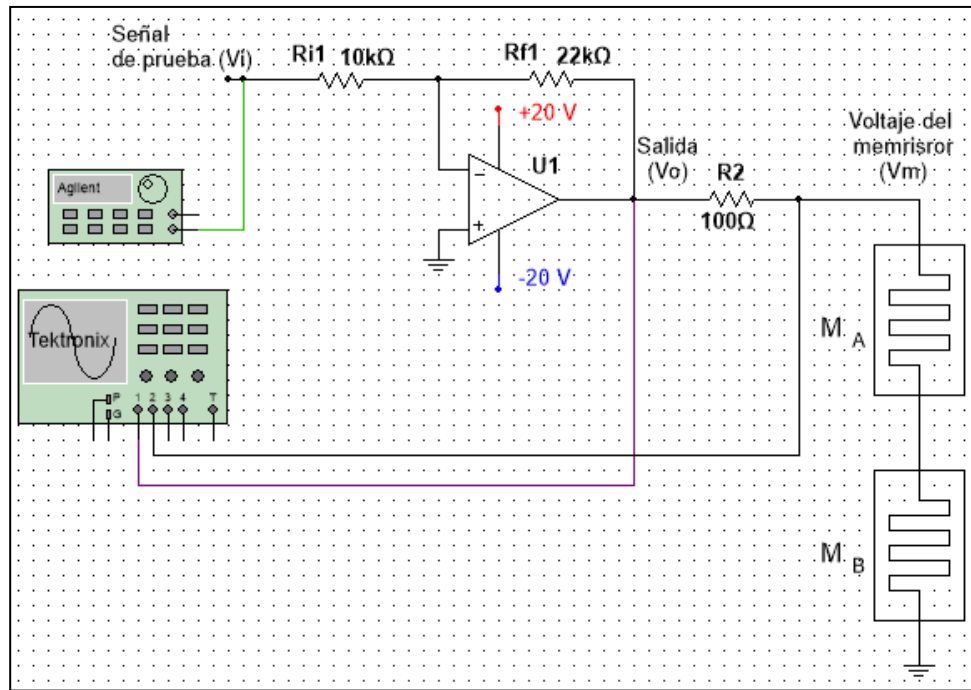 Señal
de prueba (Vi)
Ri1 10kΩ
Rf1 22kΩ
+20 V
U1
-20 V
Salida
(Vo)
R2
100Ω
Voltaje del
memrisror
(Vm)
Agilent
Tektronix
P
G
1 2 3 4 T
M A
M B